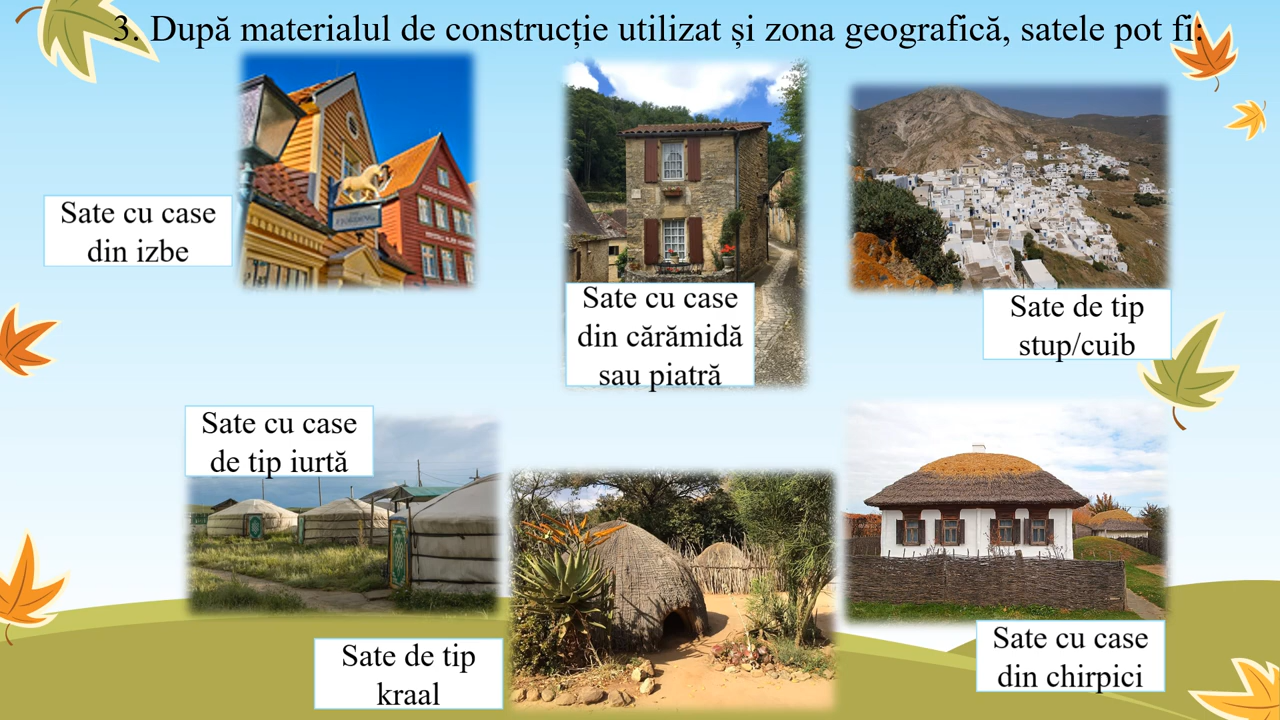 3. După materialul de construcție utilizat și zona geografică, satele pot fi:
Sate cu case
din izbe
Sate cu case
din cărămidă
sau piatră
Sate de tip
stup/cuib
Sate cu case
de tip iurtă
Sate de tip
kraal
Sate cu case
din chirpici